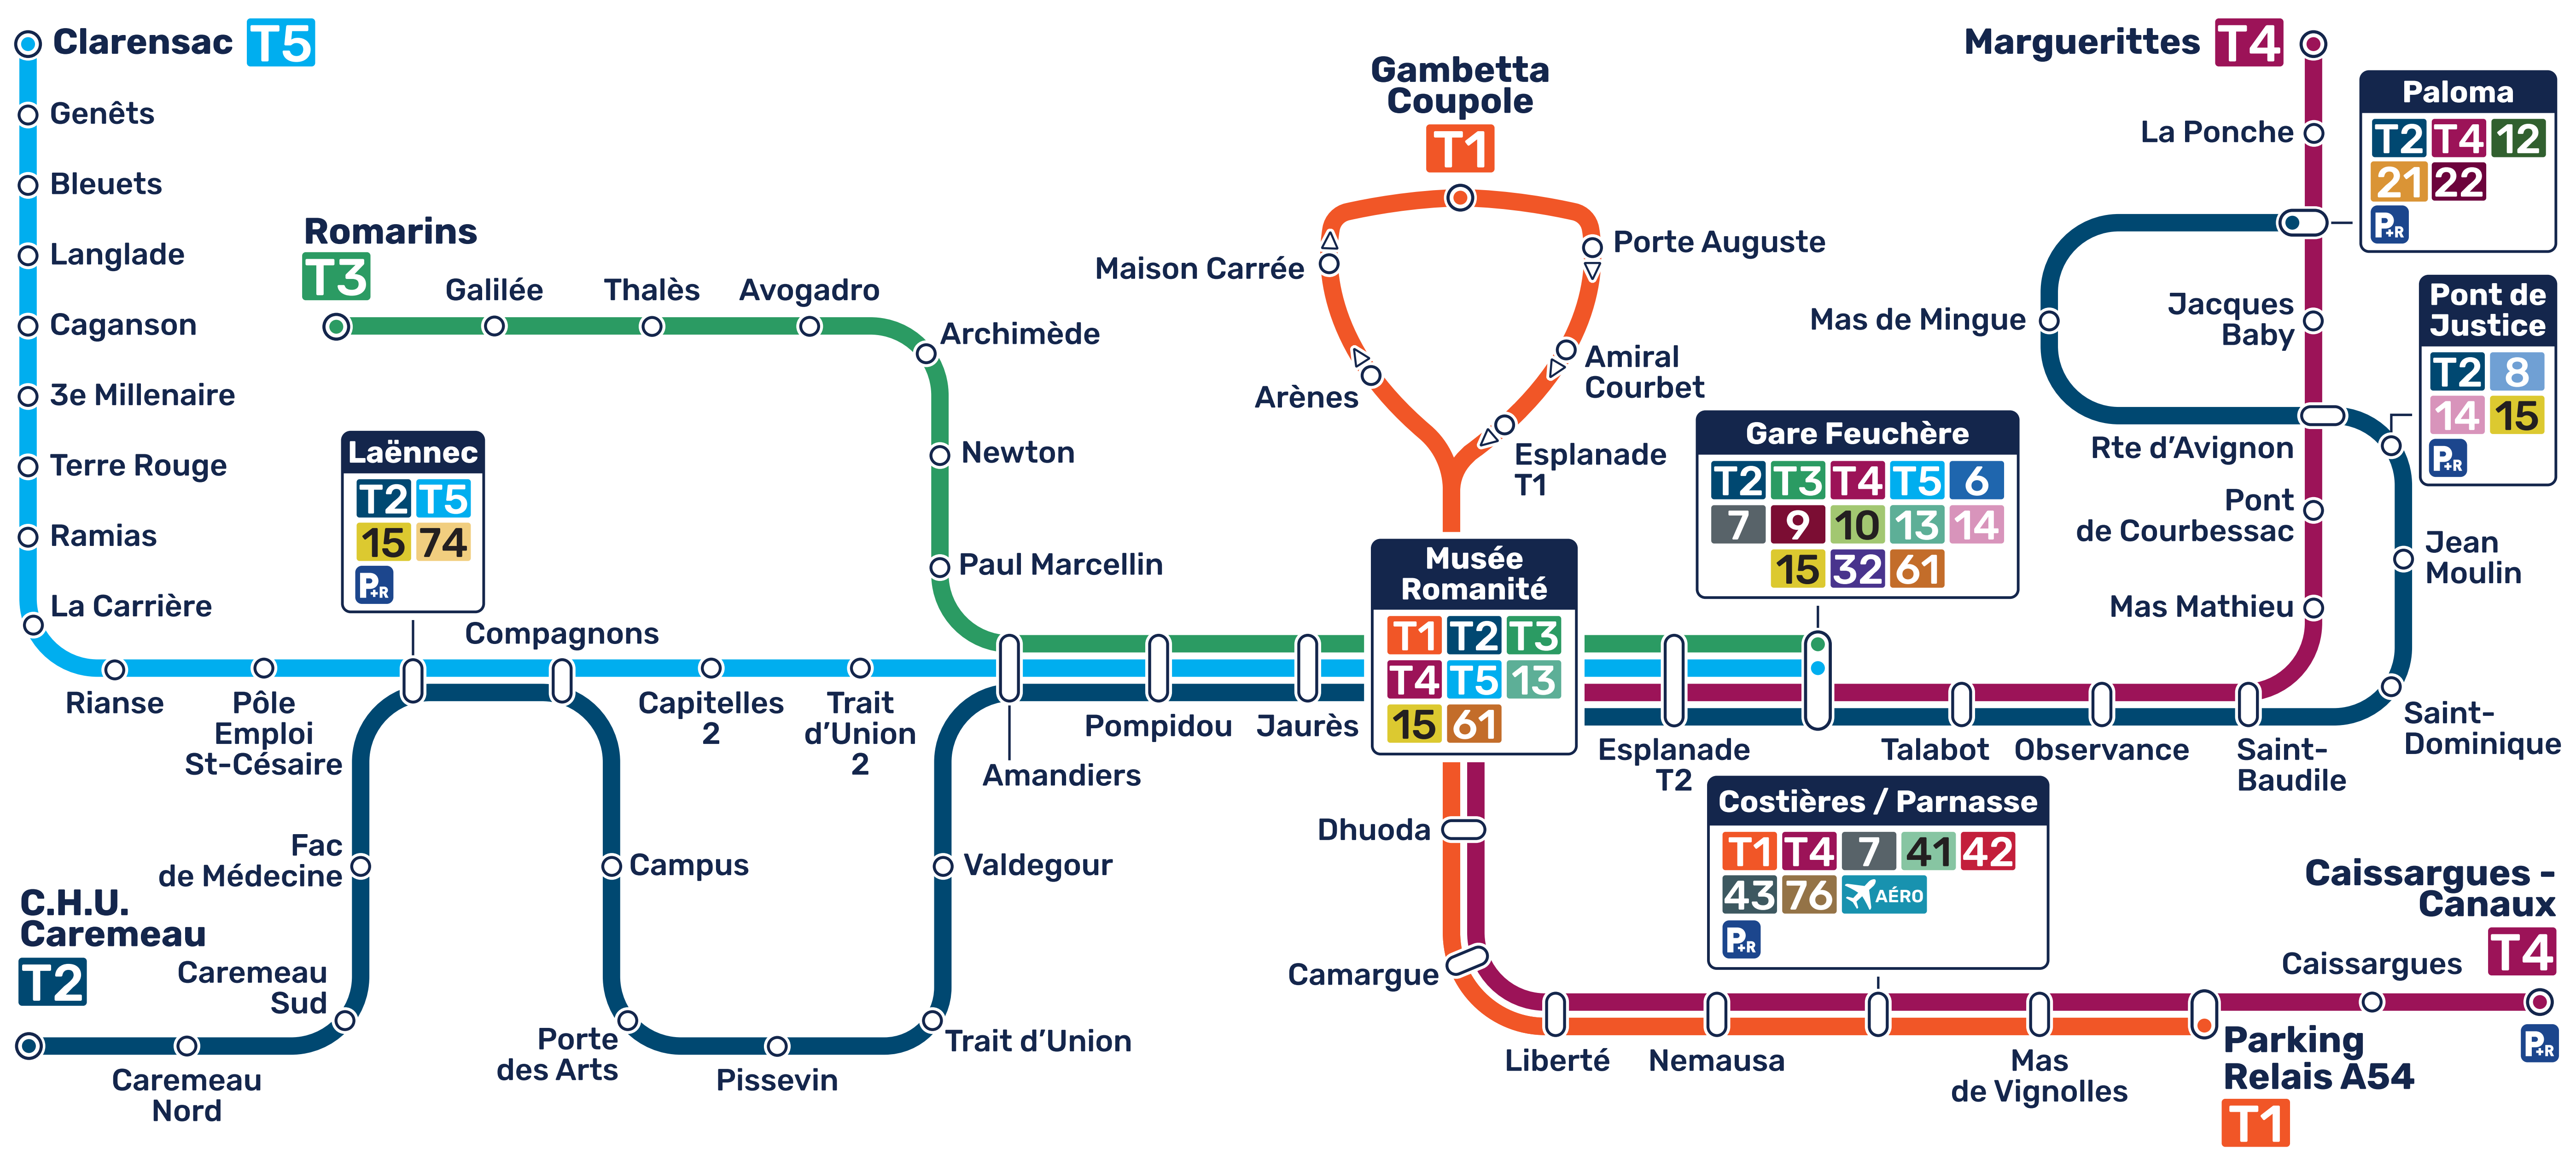 Clarensac T5
Genêts
Bleuets
Langlade
Caganson
3e Millenaire
Terre Rouge
Ramias
La Carrière
Rianse
Pôle
Emploi
St-Césaire
Laënnec
T2 T5
15 74
P+R
Compagnons
Capitelles
2
Trait
d'Union
2
Romarins
T3
Galilée
Thalès
Avogadro
Archimède
Newton
Paul Marcellin
Amandiers
Pompidou
Jaurès
C.H.U.
Caremeau
T2
Caremeau
Nord
Caremeau
Sud
Fac
de Médecine
Campus
Porte
des Arts
Pissevin
Trait d'Union
Valdegour
Gambetta
Coupole
T1
Maison Carrée
Arènes
Porte Auguste
Amiral
Courbet
Esplanade
T1
Musée
Romanité
T1 T2 T3
T4 T5 13
15 61
Gare Feuchère
T2 T3 T4 T5 6
7 9 10 13 14
15 32 61
Esplanade
T2
Talabot
Observance
Saint-
Baudile
Marguerittes T4
La Ponche
Paloma
T2 T4 12
21 22
P+R
Mas de Mingue
Jacques
Baby
Rte d'Avignon
Pont de
Justice
T2 8
14 15
P+R
Pont
de Courbessac
Mas Mathieu
Jean
Moulin
Saint-
Dominique
Dhuoda
Camargue
Liberté
Nemausa
Costières / Parnasse
T1 T4 7 41 42
43 76 AÉRO
P+R
Mas
de Vignolles
Parking
Relais A54
T1
Caissargues
Caissargues -
Canaux
T4
P+R